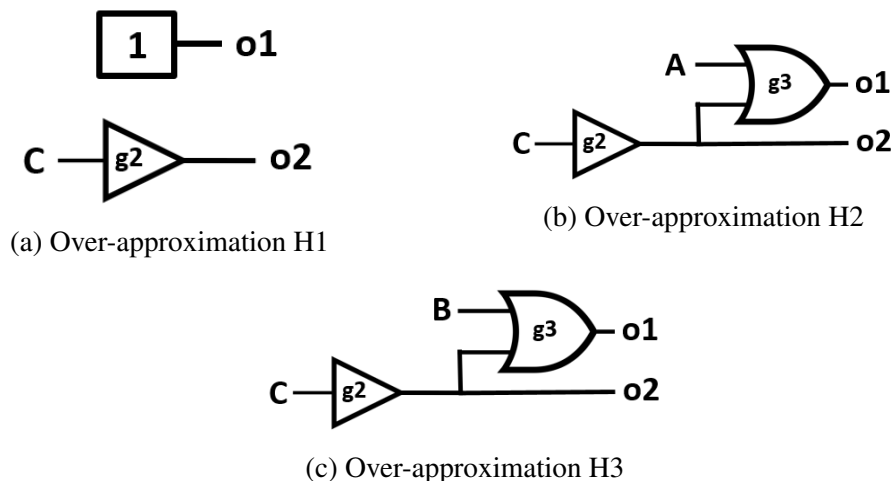 1 o1
C g2 o2
(a) Over-approximation H1
A g3 o1
C g2 o2
(b) Over-approximation H2
B g3 o1
C g2 o2
(c) Over-approximation H3